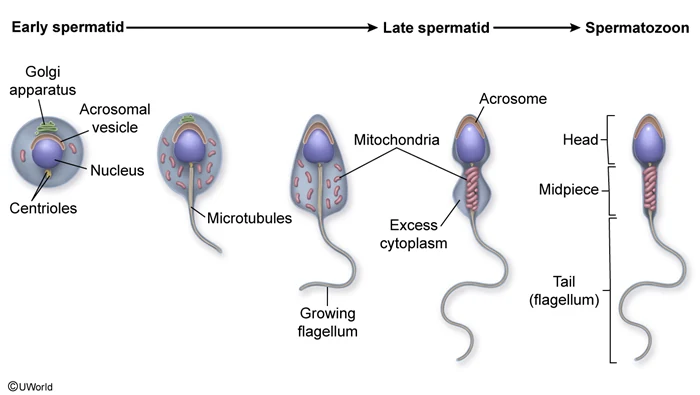 Early spermatid
Late spermatid
Spermatozoon
Golgi
apparatus
Acrosomal
vesicle
Nucleus
Centrioles
Microtubules
Growing
flagellum
Mitochondria
Acrosome
Excess
cytoplasm
Head
Midpiece
Tail
(flagellum)
©UWorld